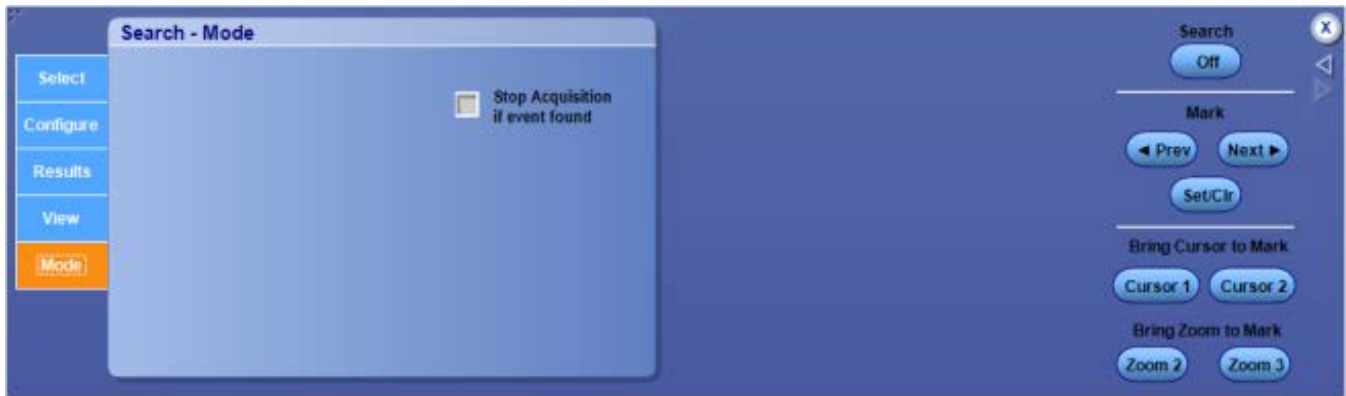 Search - Mode
Select
Configure
Results
View
Mode
Stop Acquisition
if event found
Search
Off
X
Mark
◄ Prev Next ►
Set/Clr
Bring Cursor to Mark
Cursor 1 Cursor 2
Bring Zoom to Mark
Zoom 2 Zoom 3